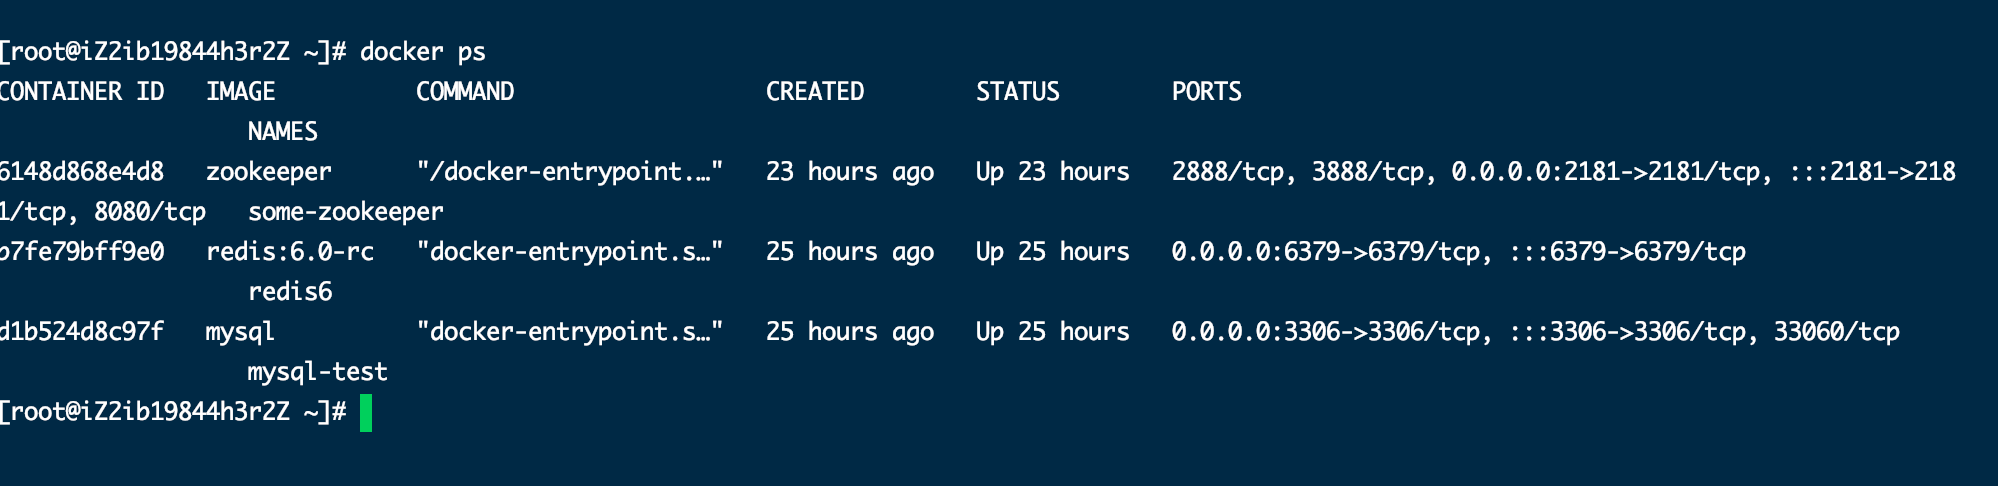 [root@iZ2ib19844h3r2Z ~]# docker ps
CONTAINER ID   IMAGE          COMMAND                  CREATED        STATUS        PORTS
                  NAMES
6148d868e4d8   zookeeper      "/docker-entrypoint.…"   23 hours ago   Up 23 hours   2888/tcp, 3888/tcp, 0.0.0.0:2181->2181/tcp, :::2181->218
1/tcp, 8080/tcp   some-zookeeper
b7fe79bff9e0   redis:6.0-rc   "docker-entrypoint.s…"   25 hours ago   Up 25 hours   0.0.0.0:6379->6379/tcp, :::6379->6379/tcp
                  redis6
d1b524d8c97f   mysql          "docker-entrypoint.s…"   25 hours ago   Up 25 hours   0.0.0.0:3306->3306/tcp, :::3306->3306/tcp, 33060/tcp
                  mysql-test
[root@iZ2ib19844h3r2Z ~]#